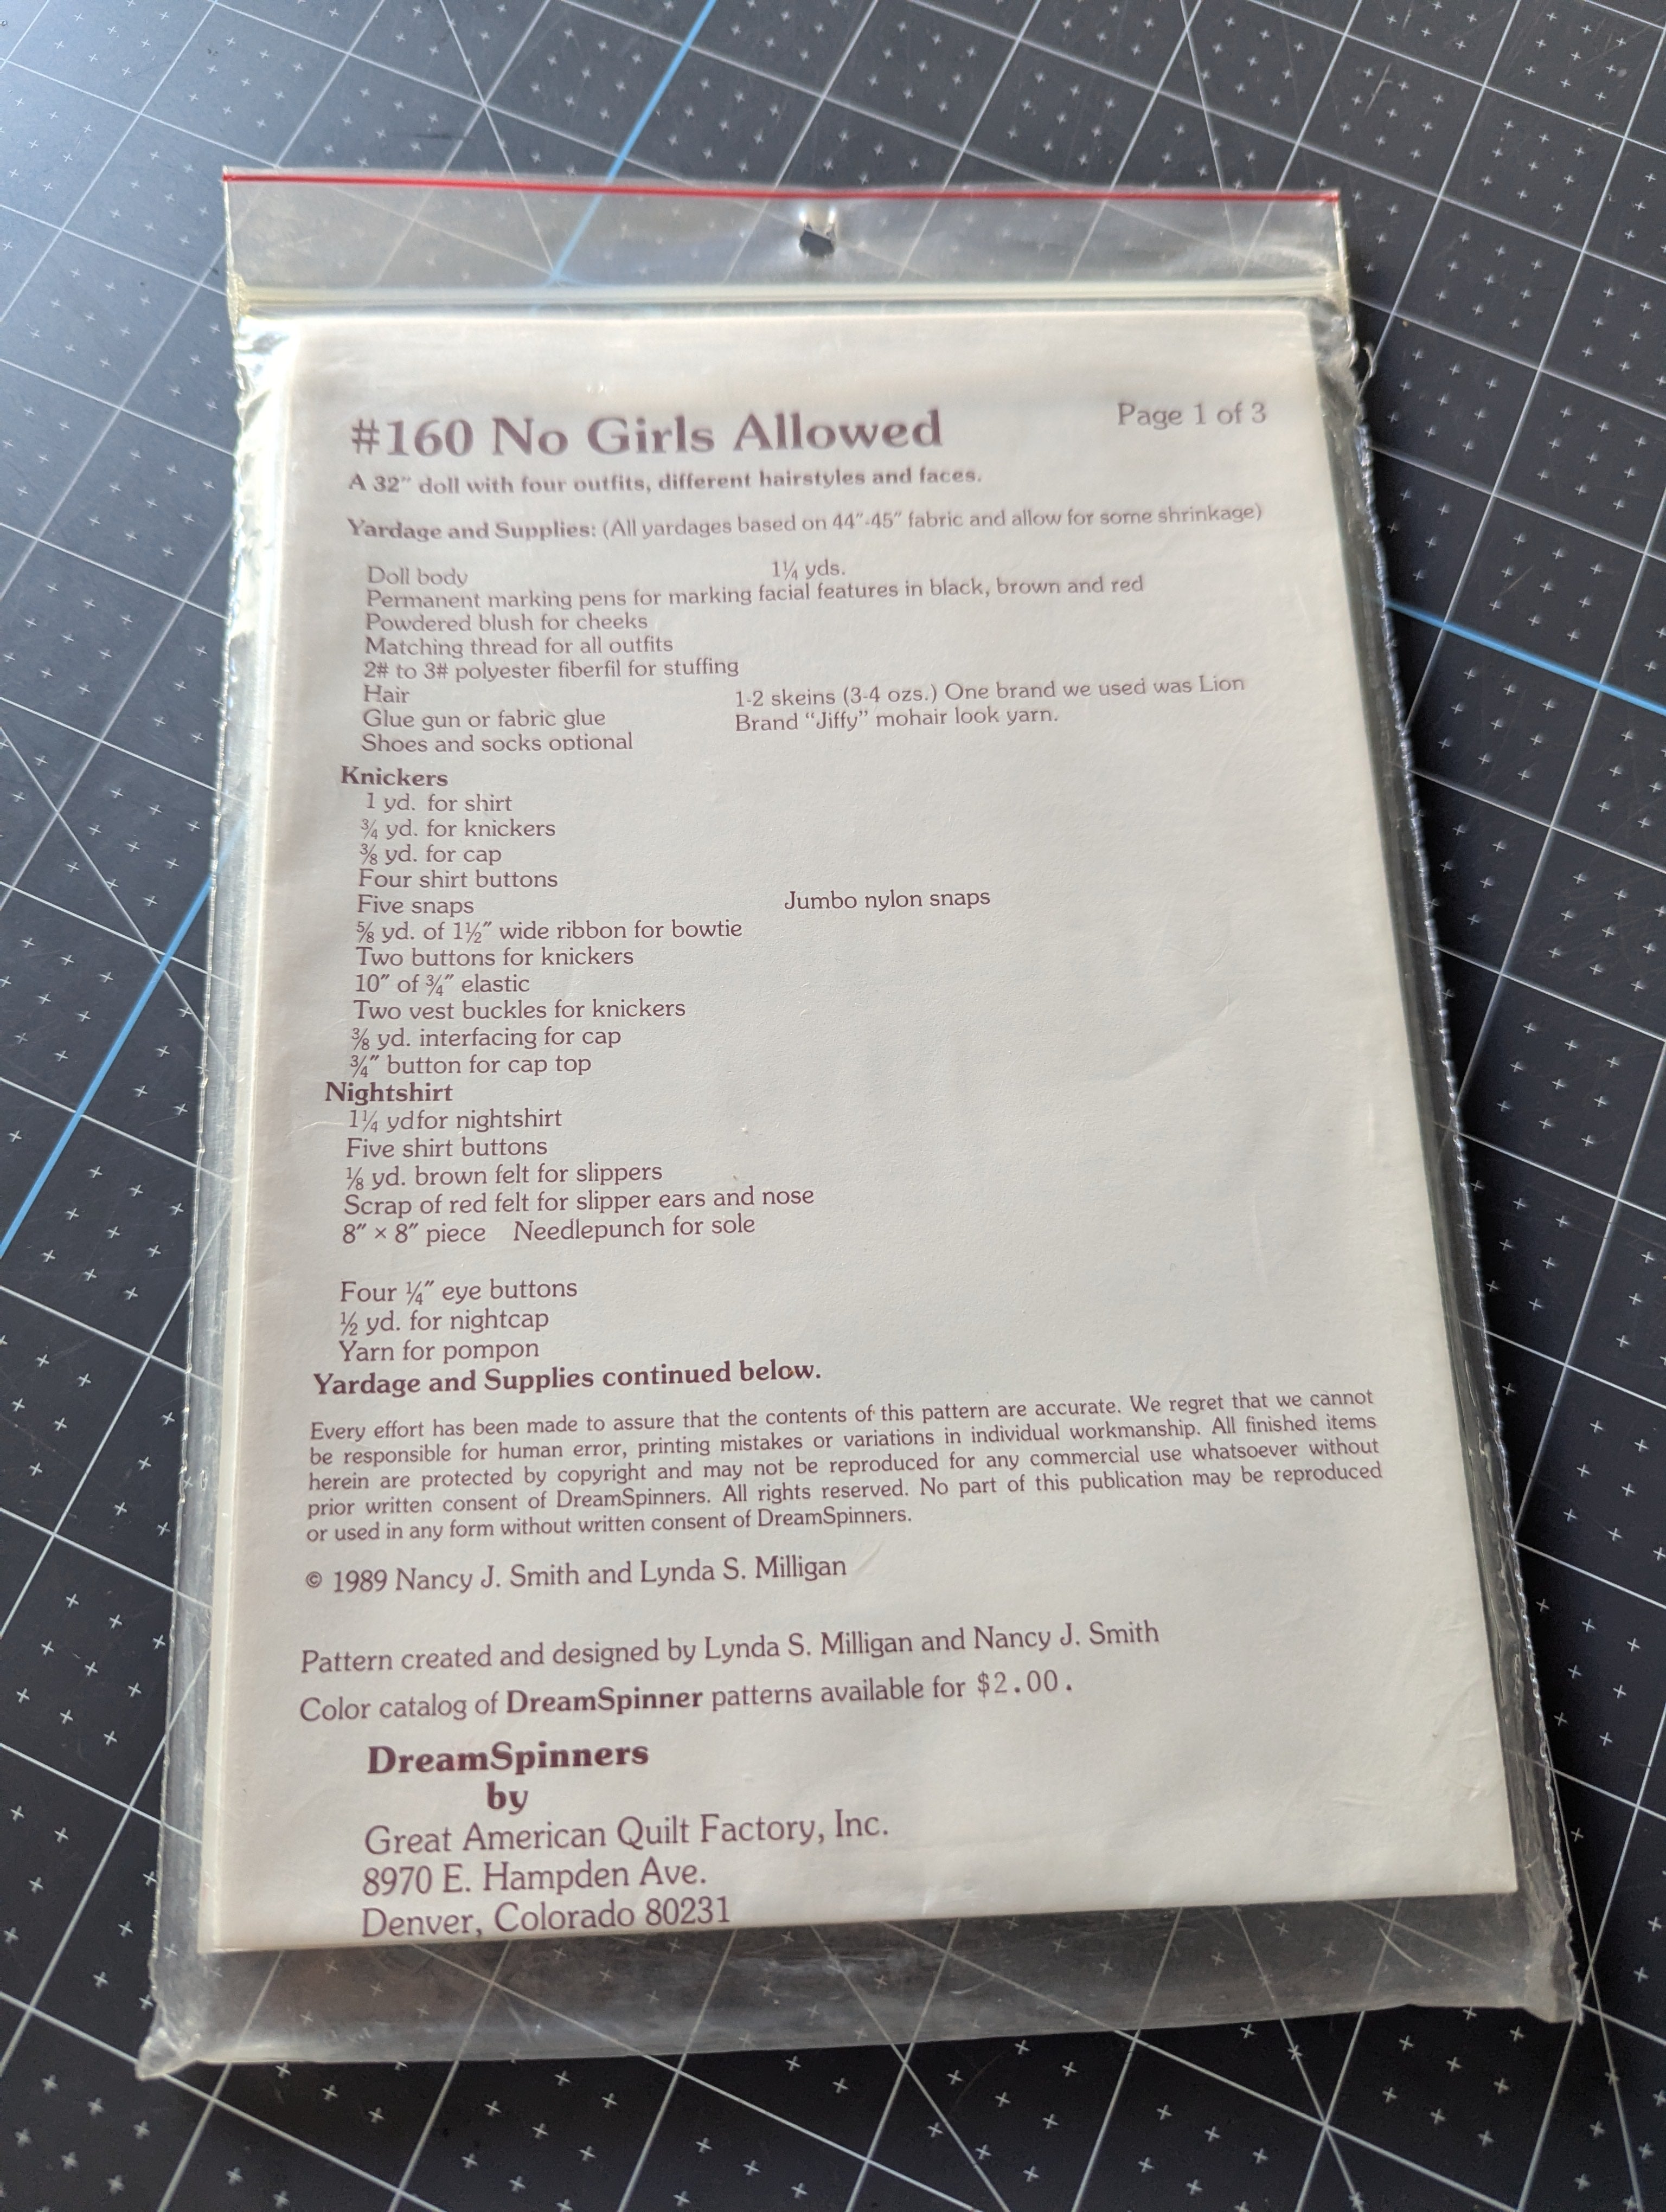 #160 No Girls Allowed
Page 1 of 3
A 32" doll with four outfits, different hairstyles and faces.
Yardage and Supplies: (All yardages based on 44"-45" fabric and allow for some shrinkage)
Doll body 1¼ yds.
Permanent marking pens for marking facial features in black, brown and red
Powdered blush for cheeks
Matching thread for all outfits
2# to 3# polyester fiberfil for stuffing
Hair 1-2 skeins (3-4 ozs.) One brand we used was Lion
Glue gun or fabric glue Brand "Jiffy" mohair look yarn.
Shoes and socks optional
Knickers
1 yd. for shirt
¾ yd. for knickers
⅜ yd. for cap
Four shirt buttons
Five snaps Jumbo nylon snaps
⅝ yd. of 1½" wide ribbon for bowtie
Two buttons for knickers
10" of ¾" elastic
Two vest buckles for knickers
⅜ yd. interfacing for cap
¾" button for cap top
Nightshirt
1¼ ydfor nightshirt
Five shirt buttons
⅛ yd. brown felt for slippers
Scrap of red felt for slipper ears and nose
8" × 8" piece Needlepunch for sole
Four ¼" eye buttons
½ yd. for nightcap
Yarn for pompon
Yardage and Supplies continued below.
Every effort has been made to assure that the contents of this pattern are accurate. We regret that we cannot
be responsible for human error, printing mistakes or variations in individual workmanship. All finished items
herein are protected by copyright and may not be reproduced for any commercial use whatsoever without
prior written consent of DreamSpinners. All rights reserved. No part of this publication may be reproduced
or used in any form without written consent of DreamSpinners.
© 1989 Nancy J. Smith and Lynda S. Milligan
Pattern created and designed by Lynda S. Milligan and Nancy J. Smith
Color catalog of DreamSpinner patterns available for $2.00.
DreamSpinners
by
Great American Quilt Factory, Inc.
8970 E. Hampden Ave.
Denver, Colorado 80231